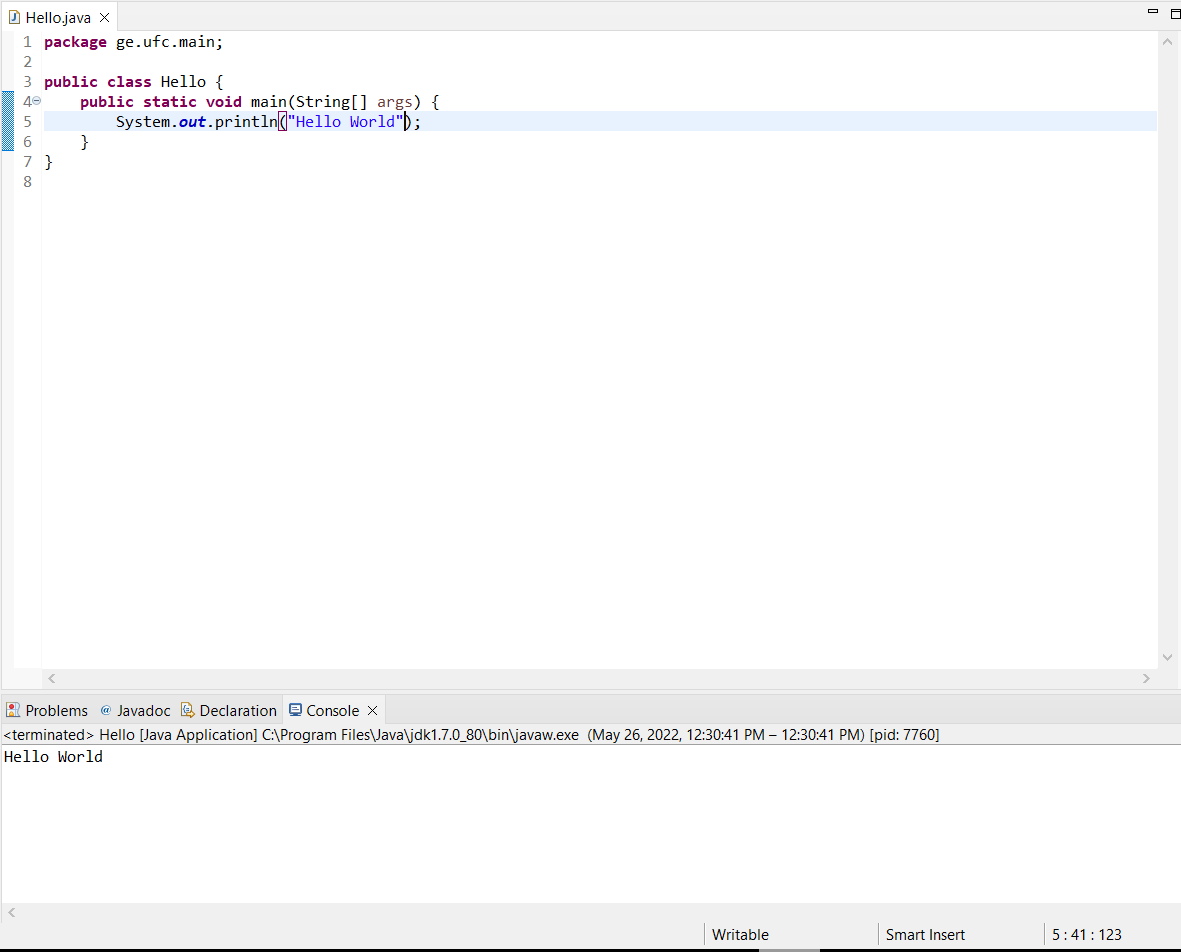 Hello.java
1 package ge.ufc.main;
2
3 public class Hello {
4     public static void main(String[] args) {
5         System.out.println("Hello World");
6     }
7 }
8
Problems @ Javadoc Declaration Console
<terminated> Hello [Java Application] C:\Program Files\Java\jdk1.7.0_80\bin\javaw.exe  (May 26, 2022, 12:30:41 PM – 12:30:41 PM) [pid: 7760]
Hello World
Writable Smart Insert 5 : 41 : 123